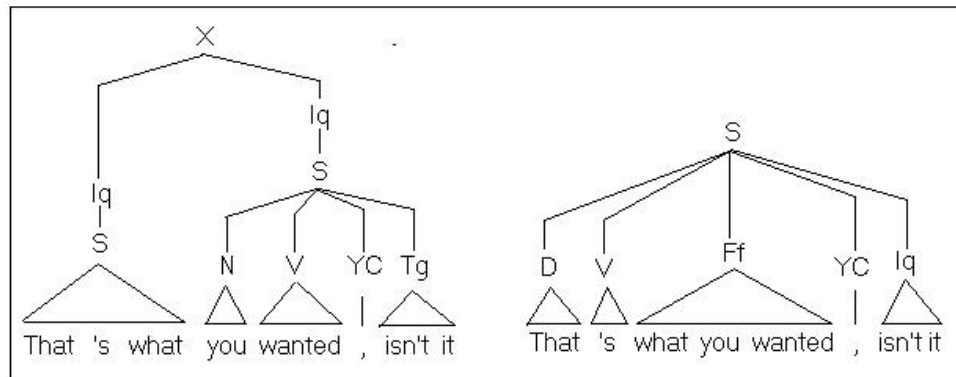 X
Iq
S
Iq
S
S
N V YC Tg
D V Ff YC Iq
That 's what you wanted , isn't it
That 's what you wanted , isn't it